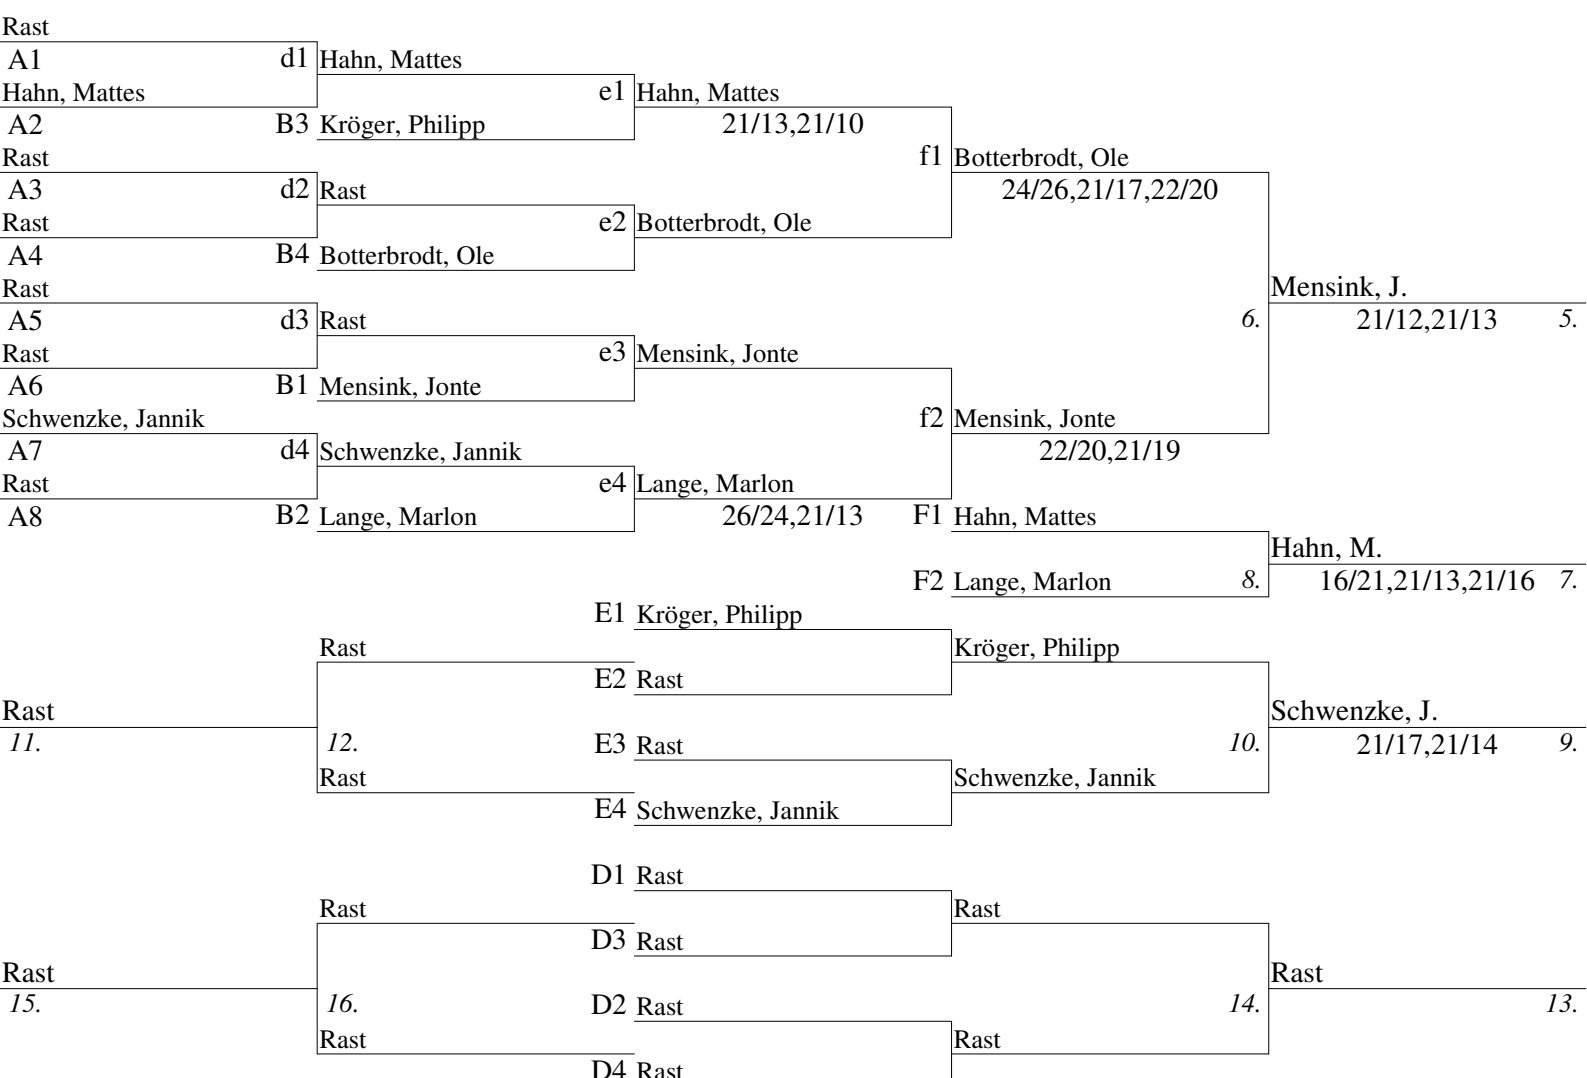 Rast
A1 d1 Hahn, Mattes
Hahn, Mattes e1 Hahn, Mattes
A2 B3 Kröger, Philipp 21/13,21/10
Rast f1 Botterbrodt, Ole
A3 d2 Rast 24/26,21/17,22/20
Rast e2 Botterbrodt, Ole
A4 B4 Botterbrodt, Ole
Rast Mensink, J.
A5 d3 Rast 6. 21/12,21/13 5.
Rast e3 Mensink, Jonte
A6 B1 Mensink, Jonte
Schwenzke, Jannik f2 Mensink, Jonte
A7 d4 Schwenzke, Jannik 22/20,21/19
Rast e4 Lange, Marlon
A8 B2 Lange, Marlon 26/24,21/13 F1 Hahn, Mattes
Hahn, M.
F2 Lange, Marlon 8. 16/21,21/13,21/16 7.
E1 Kröger, Philipp
Rast Kröger, Philipp
E2 Rast
Rast Schwenzke, J.
11. 12. E3 Rast 10. 21/17,21/14 9.
Rast Schwenzke, Jannik
E4 Schwenzke, Jannik
D1 Rast
Rast Rast
D3 Rast
Rast Rast
15. 16. D2 Rast 14. 13.
Rast Rast
D4 Rast